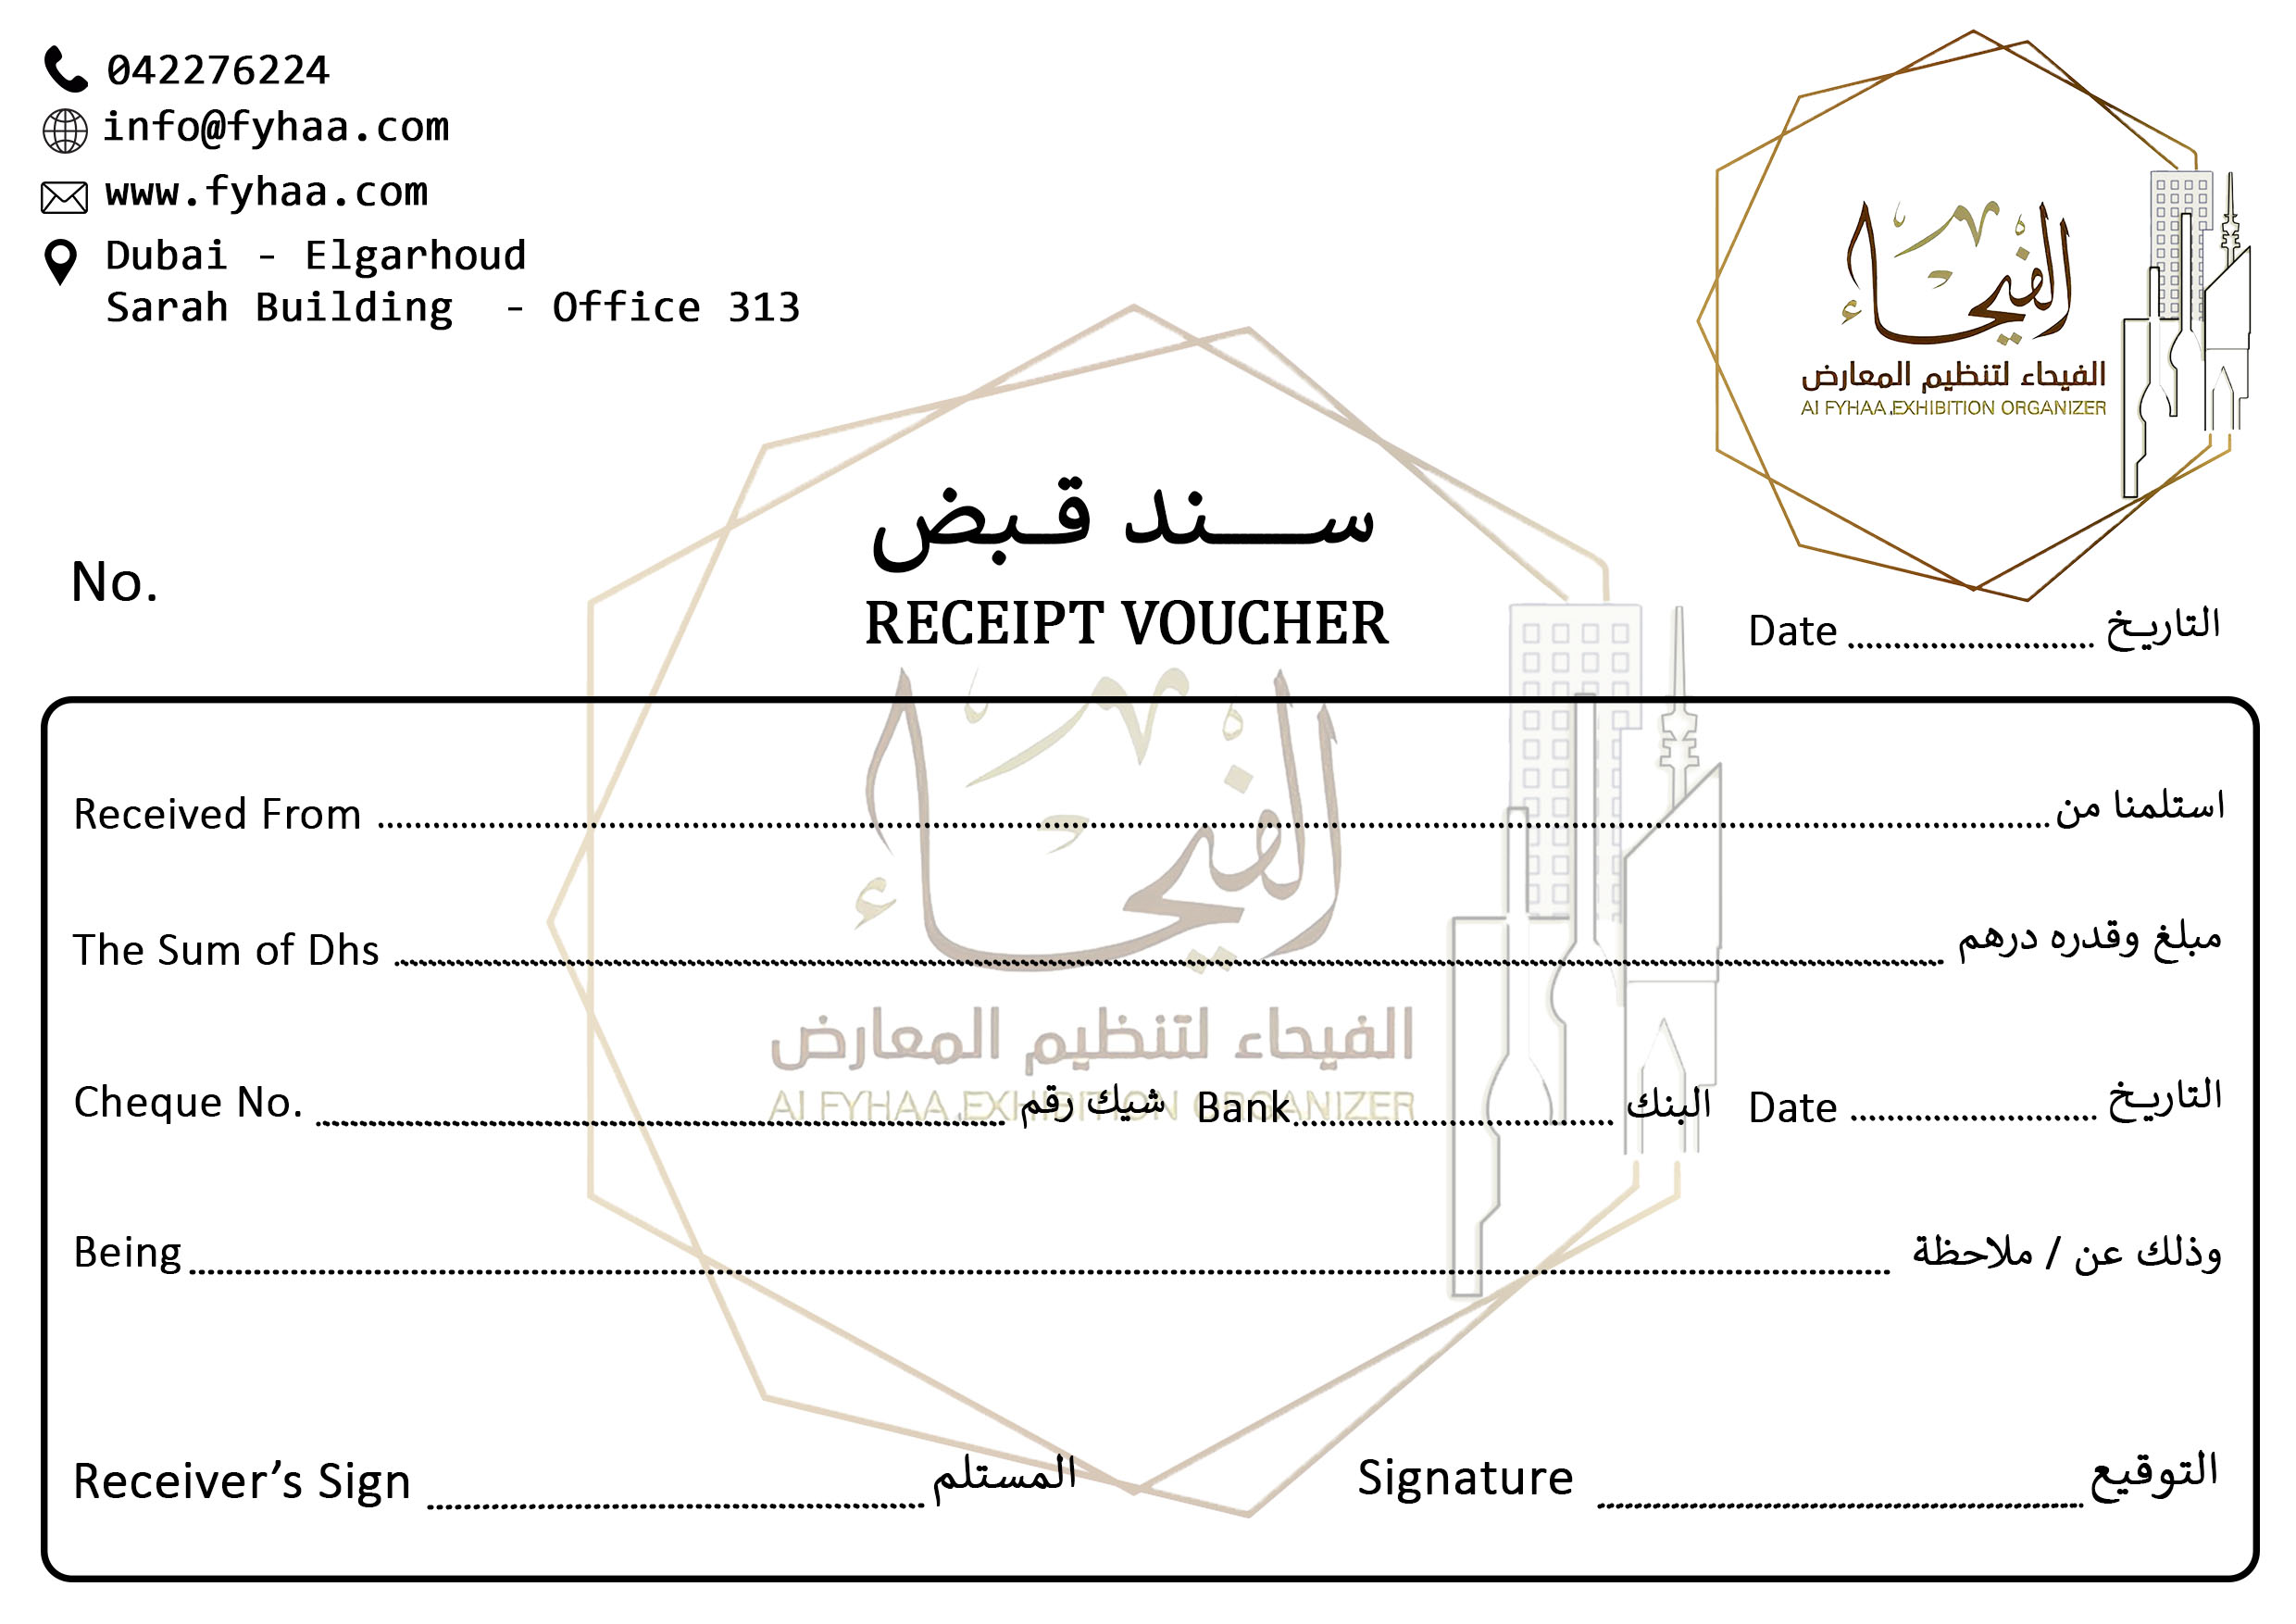 042276224
info@fyhaa.com
www.fyhaa.com
Dubai - Elgarhoud
Sarah Building - Office 313
الفيحاء
الفيحاء لتنظيم المعارض
Al FYHAA EXHIBITION ORGANIZER
سند قبض
RECEIPT VOUCHER
No.
Date ........................... التاريخ
Received From ........................... استلمنا من
الفيحاء
The Sum of Dhs ........................... مبلغ وقدره درهم
الفيحاء لتنظيم المعارض
Al FYHAA EXHIBITION ORGANIZER
Cheque No. ........................... شيك رقم Bank........................... البنك Date ........................... التاريخ
Being ........................... وذلك عن / ملاحظة
Receiver’s Sign ........................... المستلم Signature ........................... التوقيع